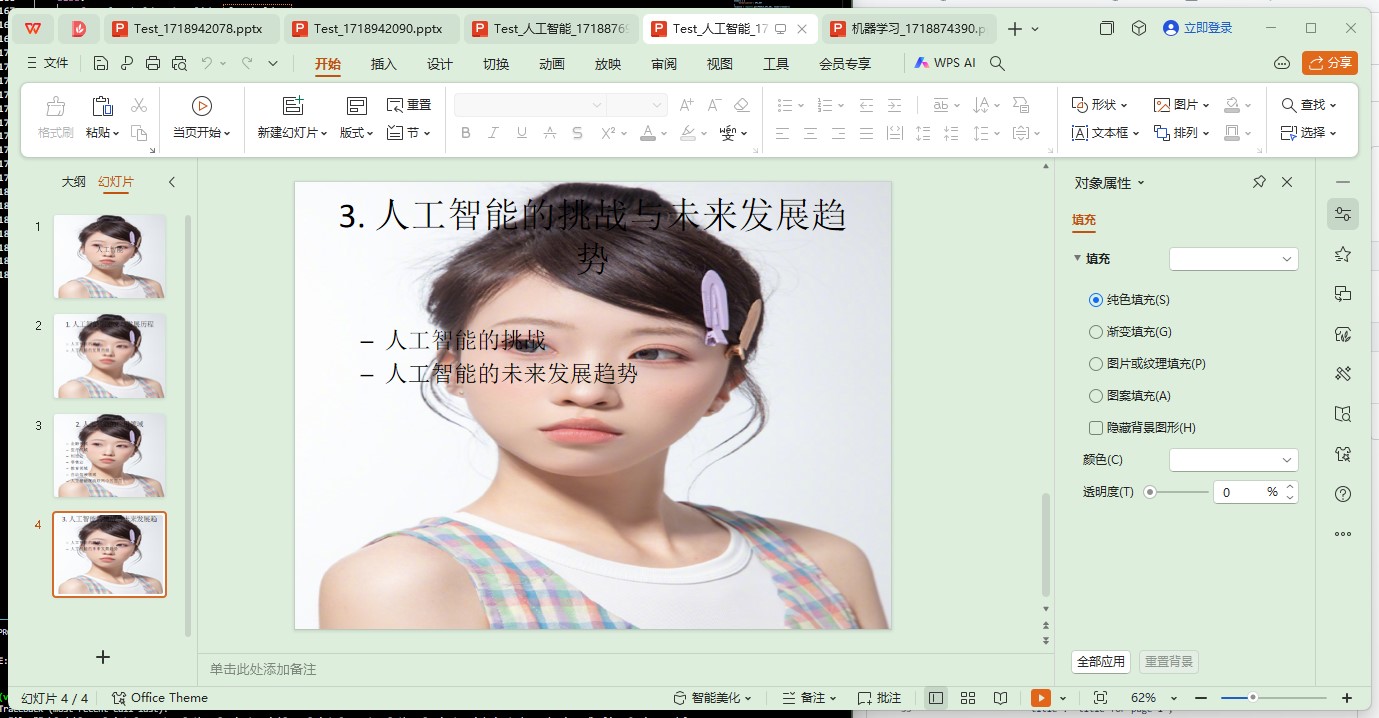 Test_1718942078.pptx
Test_1718942090.pptx
Test_人工智能_1718876
Test_人工智能_17
机器学习_1718874390.p
立即登录
文件
开始
插入
设计
切换
动画
放映
审阅
视图
工具
会员专享
WPS AI
分享
格式刷
粘贴
当页开始
新建幻灯片
版式
重置
节
形状
图片
查找
文本框
排列
选择
大纲
幻灯片
1
2
3
4
3. 人工智能的挑战与未来发展趋
势
– 人工智能的挑战
– 人工智能的未来发展趋势
对象属性
填充
填充
纯色填充(S)
渐变填充(G)
图片或纹理填充(P)
图案填充(A)
隐藏背景图形(H)
颜色(C)
透明度(T)
0 %
全部应用
重置背景
单击此处添加备注
幻灯片 4 / 4
Office Theme
智能美化
备注
批注
62%